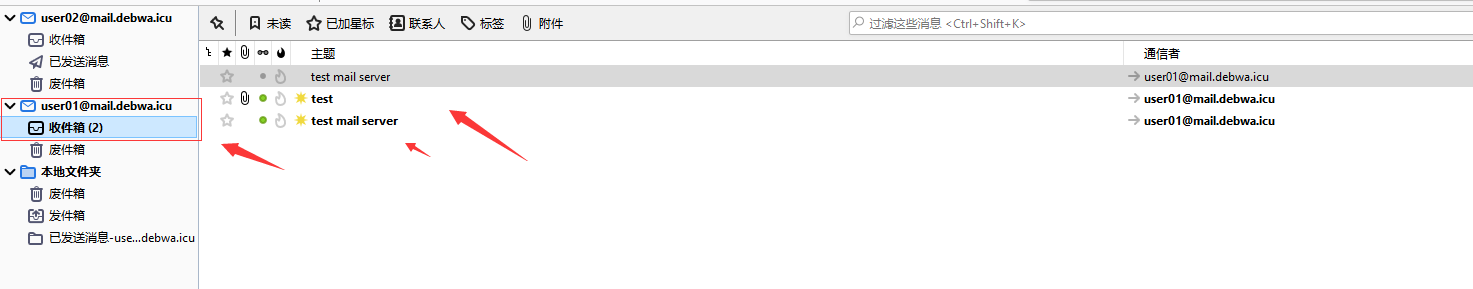 user02@mail.debwa.icu
收件箱
已发送消息
废件箱
user01@mail.debwa.icu
收件箱 (2)
废件箱
本地文件夹
废件箱
发件箱
已发送消息-use...debwa.icu
未读 已加星标 联系人 标签 附件 过滤这些消息 <Ctrl+Shift+K>
主题 通信者
test mail server user01@mail.debwa.icu
test user01@mail.debwa.icu
test mail server user01@mail.debwa.icu